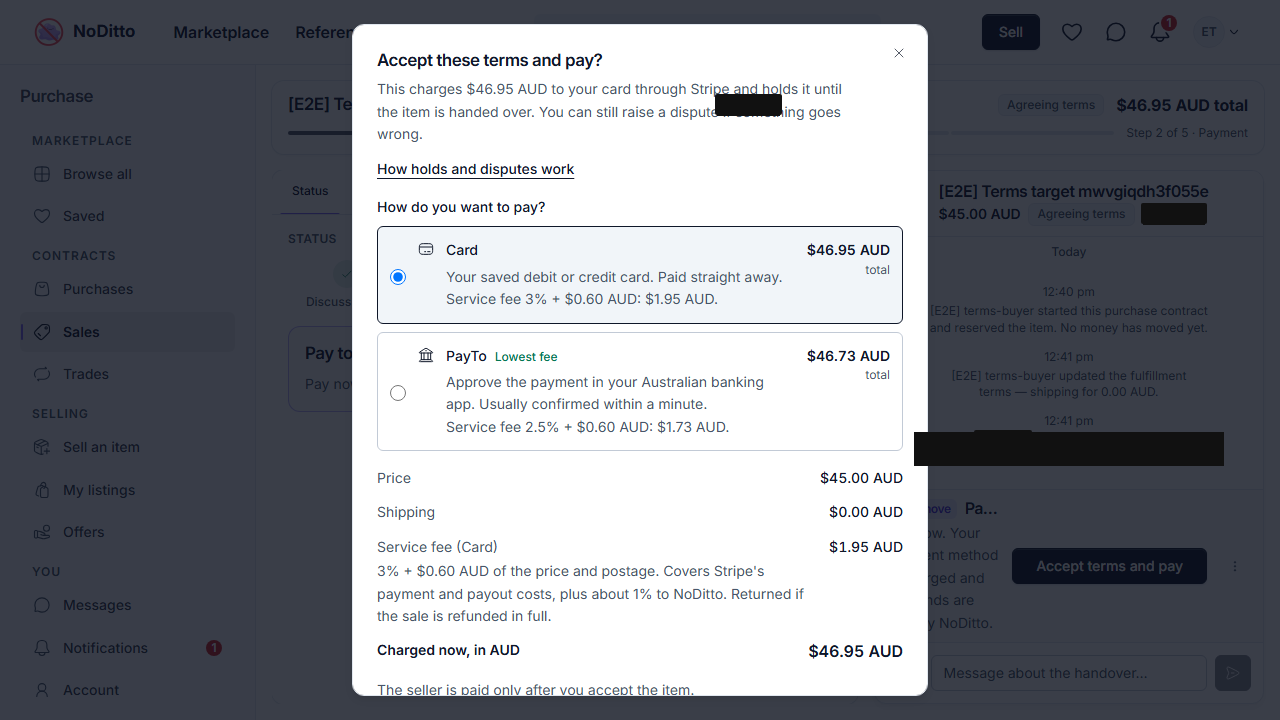 NoDitto
Marketplace
Sell
1
ET
Purchase
MARKETPLACE
Browse all
Saved
CONTRACTS
Purchases
Sales
Trades
SELLING
Sell an item
My listings
Offers
YOU
Messages
Notifications
1
Account
[E2E]
Agreeing terms
$46.95 AUD total
Step 2 of 5 · Payment
Status
STATUS
Discuss
Accept these terms and pay?
This charges $46.95 AUD to your card through Stripe and holds it until
the item is handed over. You can still raise a dispute goes
wrong.
How holds and disputes work
How do you want to pay?
Card
$46.95 AUD
total
Your saved debit or credit card. Paid straight away.
Service fee 3% + $0.60 AUD: $1.95 AUD.
PayTo Lowest fee
$46.73 AUD
total
Approve the payment in your Australian banking
app. Usually confirmed within a minute.
Service fee 2.5% + $0.60 AUD: $1.73 AUD.
Price
$45.00 AUD
Shipping
$0.00 AUD
Service fee (Card)
$1.95 AUD
3% + $0.60 AUD of the price and postage. Covers Stripe's
payment and payout costs, plus about 1% to NoDitto. Returned if
the sale is refunded in full.
Charged now, in AUD
$46.95 AUD
The seller is paid only after you accept the item.
[E2E] Terms target mwvgiqdh3f055e
$45.00 AUD
Agreeing terms
Today
12:40 pm
[E2E] terms-buyer started this purchase contract
and reserved the item. No money has moved yet.
12:41 pm
[E2E] terms-buyer updated the fulfillment
terms — shipping for 0.00 AUD.
12:41 pm
Pa...
Your
method
and
are
NoDitto.
Accept terms and pay
Message about the handover...